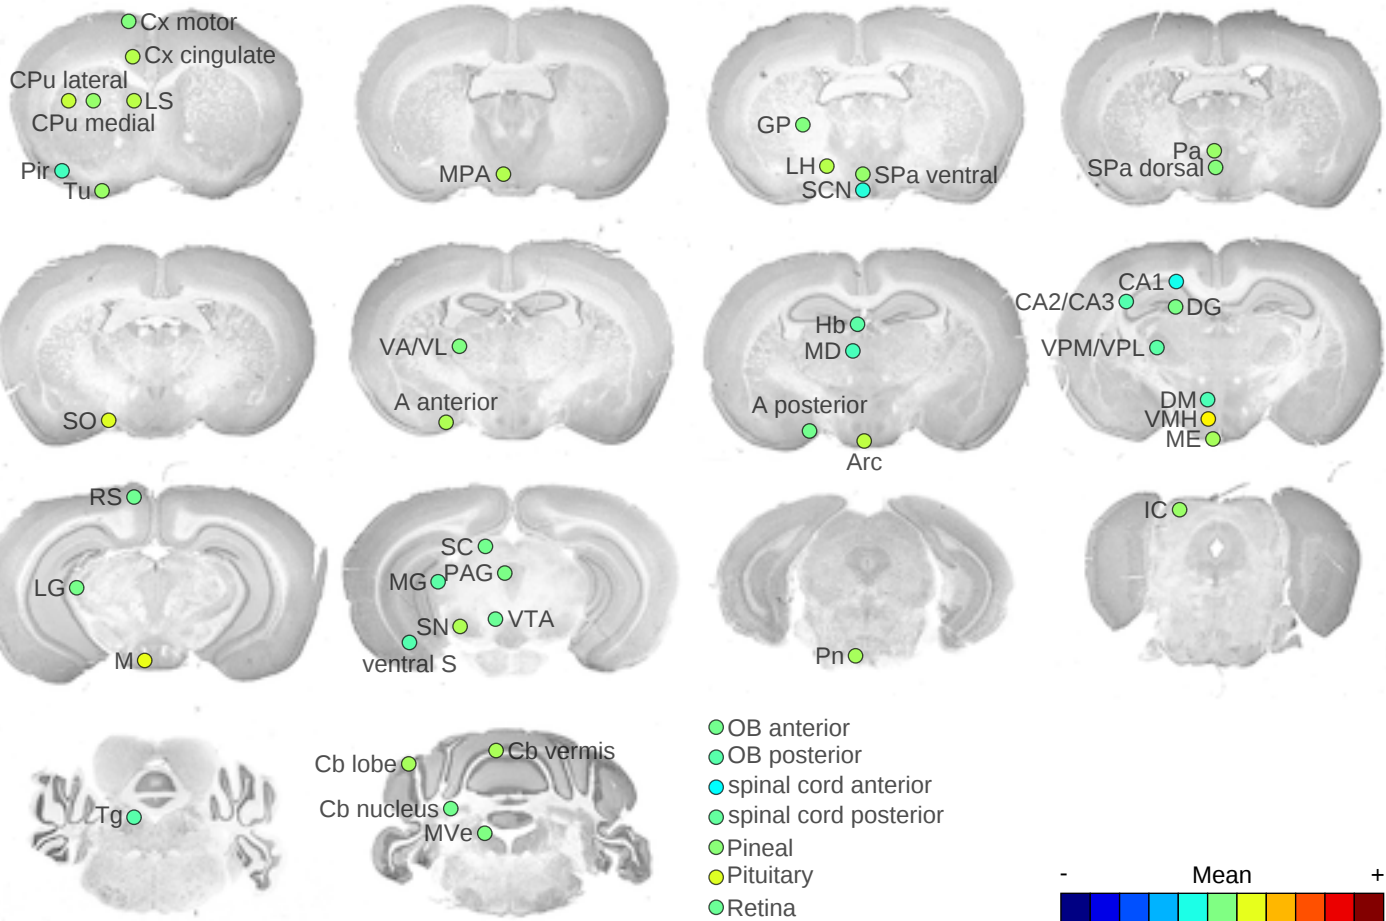 Cx motor
Cx cingulate
CPu lateral
LS
CPu medial
Pir
Tu
MPA
GP
LH
SPa ventral
SCN
Pa
SPa dorsal
SO
VA/VL
A anterior
Hb
MD
A posterior
Arc
CA1
CA2/CA3
DG
VPM/VPL
DM
VMH
ME
RS
LG
M
SC
MG
PAG
SN
VTA
ventral S
Pn
IC
Tg
Cb lobe
Cb vermis
Cb nucleus
MVe
OB anterior
OB posterior
spinal cord anterior
spinal cord posterior
Pineal
Pituitary
Retina
- Mean +